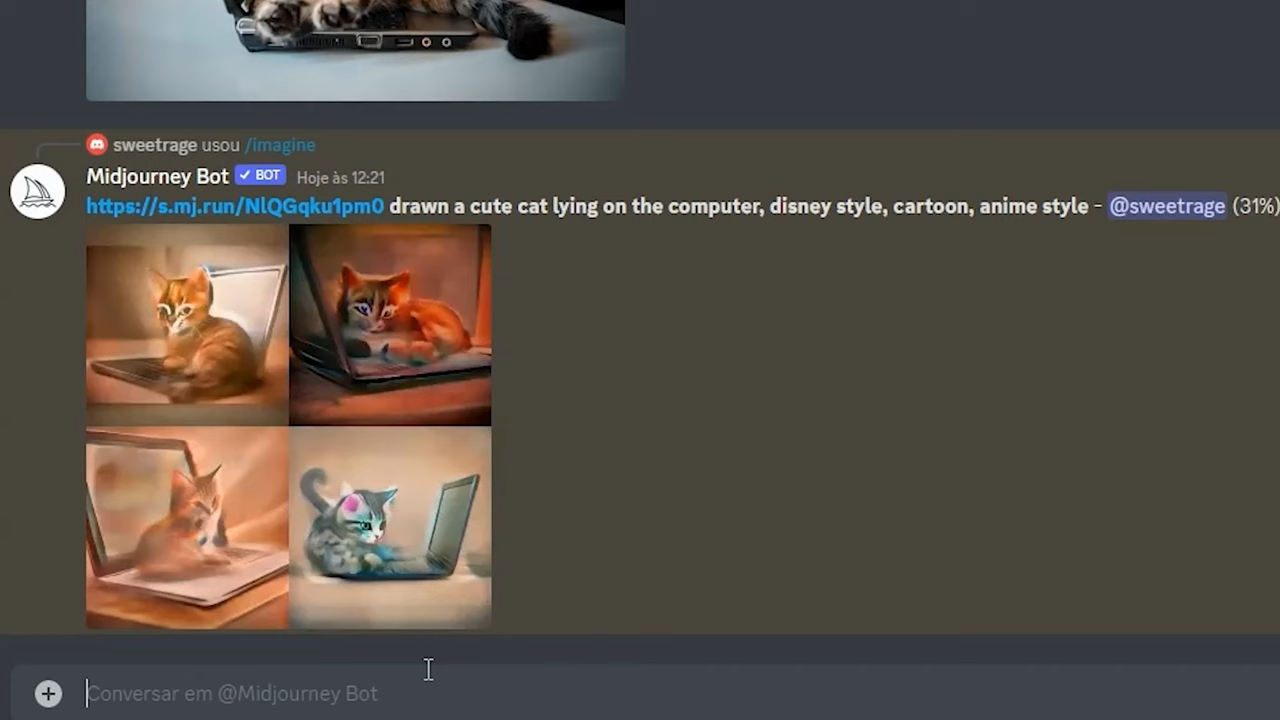 sweetrage usou /imagine
Midjourney Bot ✔ BOT Hoje às 12:21
https://s.mj.run/NlQGqku1pm0 drawn a cute cat lying on the computer, disney style, cartoon, anime style - @sweetrage (31%)
Conversar em @Midjourney Bot